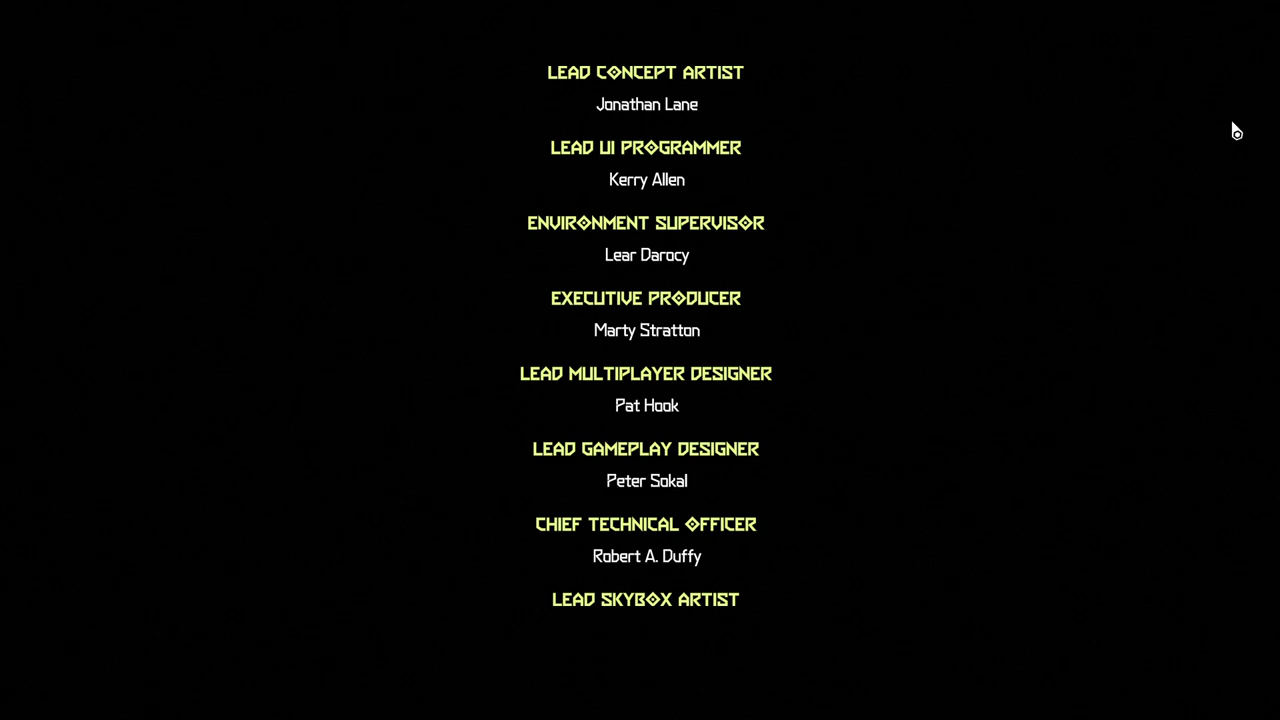 LEAD CONCEPT ARTIST
Jonathan Lane
LEAD UI PROGRAMMER
Kerry Allen
ENVIRONMENT SUPERVISOR
Lear Darocy
EXECUTIVE PRODUCER
Marty Stratton
LEAD MULTIPLAYER DESIGNER
Pat Hook
LEAD GAMEPLAY DESIGNER
Peter Sokal
CHIEF TECHNICAL OFFICER
Robert A. Duffy
LEAD SKYBOX ARTIST